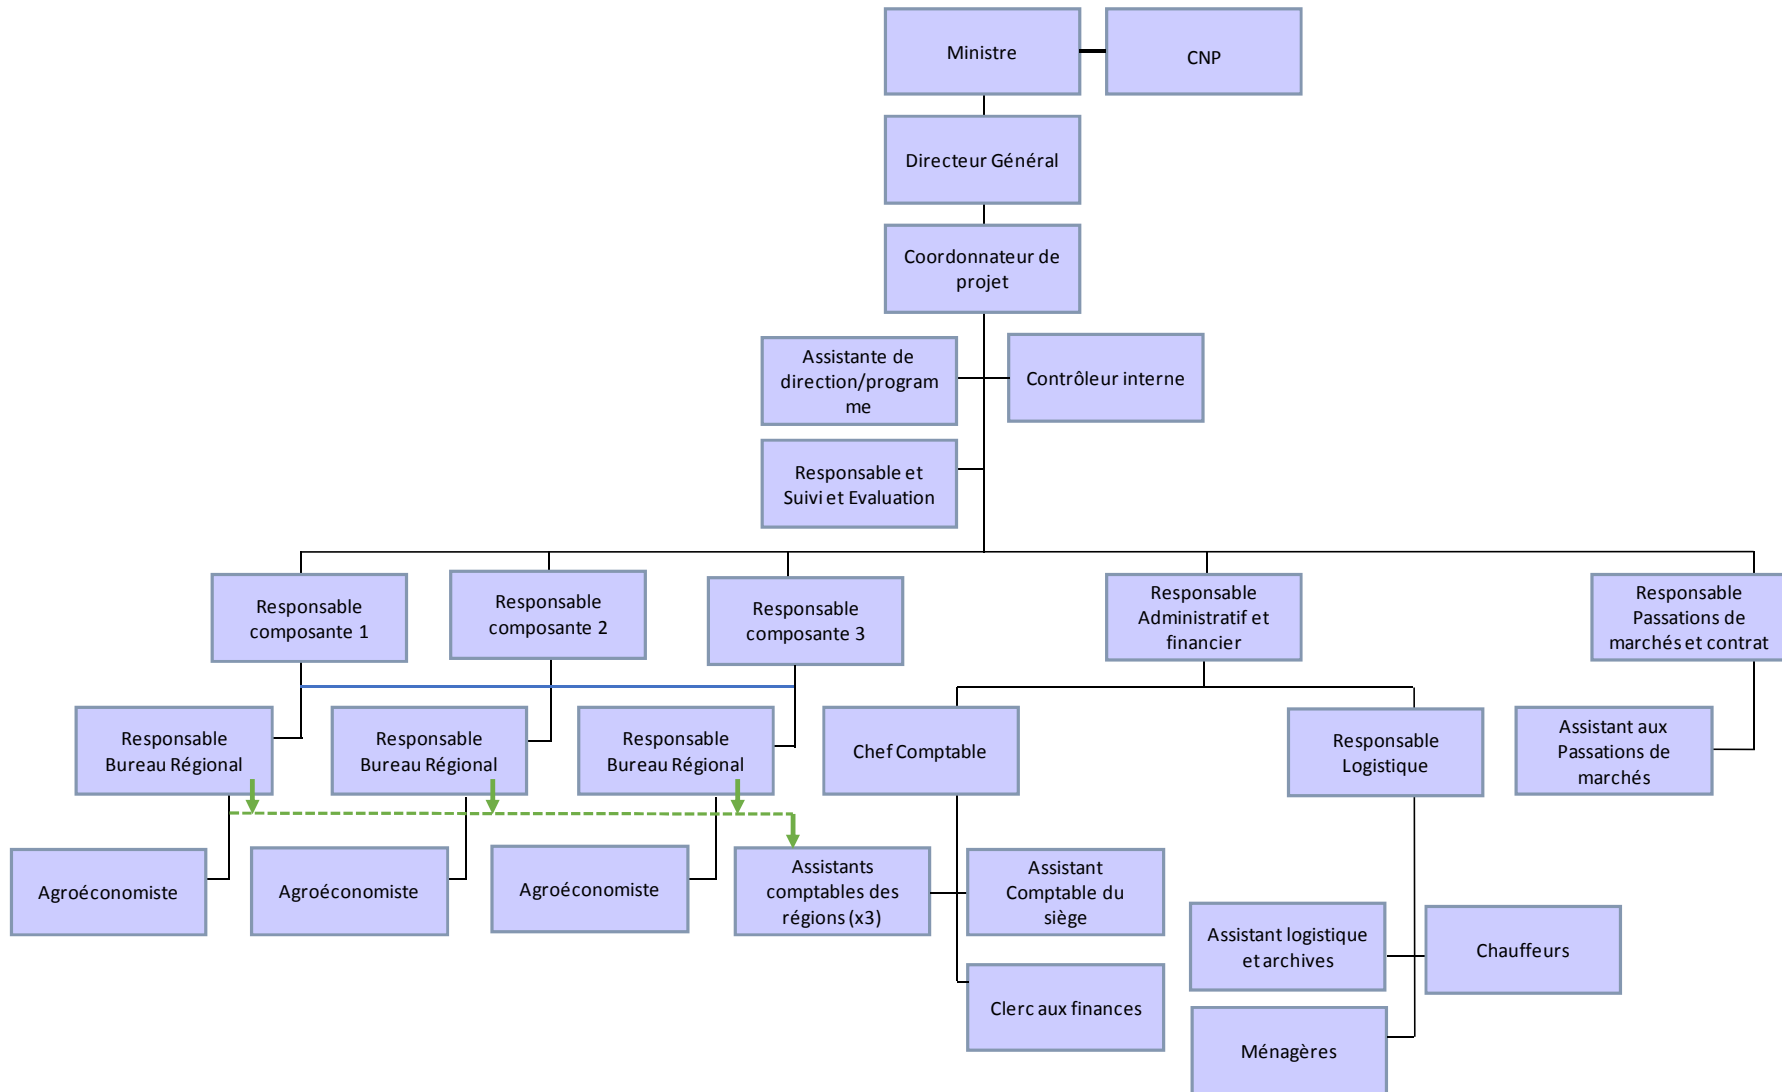 Ministre
CNP
Directeur Général
Coordonnateur de
projet
Assistante de
direction/program
me
Contrôleur interne
Responsable et
Suivi et Evaluation
Responsable
composante 1
Responsable
composante 2
Responsable
composante 3
Responsable
Administratif et
financier
Responsable
Passations de
marchés et contrat
Responsable
Bureau Régional
Responsable
Bureau Régional
Responsable
Bureau Régional
Chef Comptable
Responsable
Logistique
Assistant aux
Passations de
marchés
Agroéconomiste
Agroéconomiste
Agroéconomiste
Assistants
comptables des
régions (x3)
Assistant
Comptable du
siège
Assistant logistique
et archives
Chauffeurs
Clerc aux finances
Ménagères